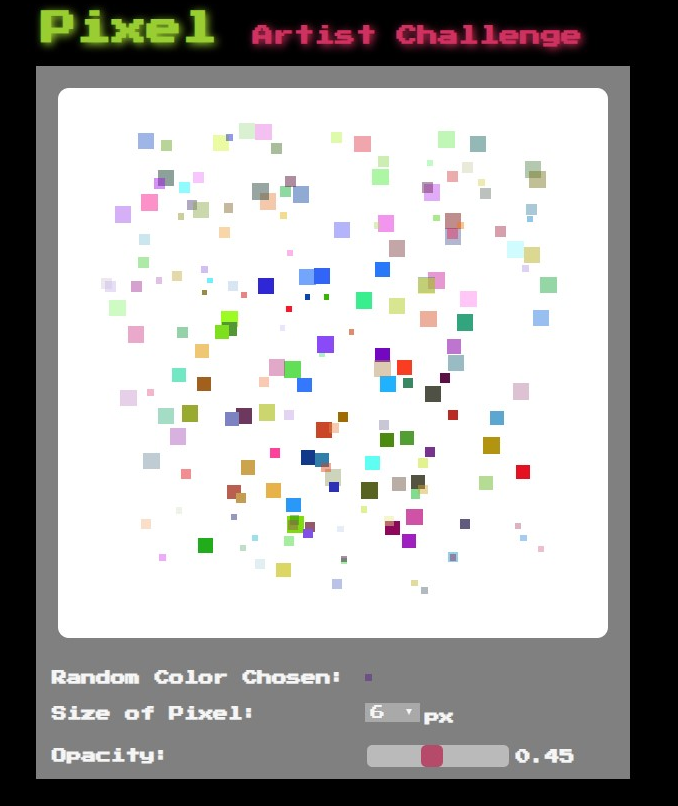 Pixel Artist Challenge
Random Color Chosen:
Size of Pixel: 6 px
Opacity: 0.45